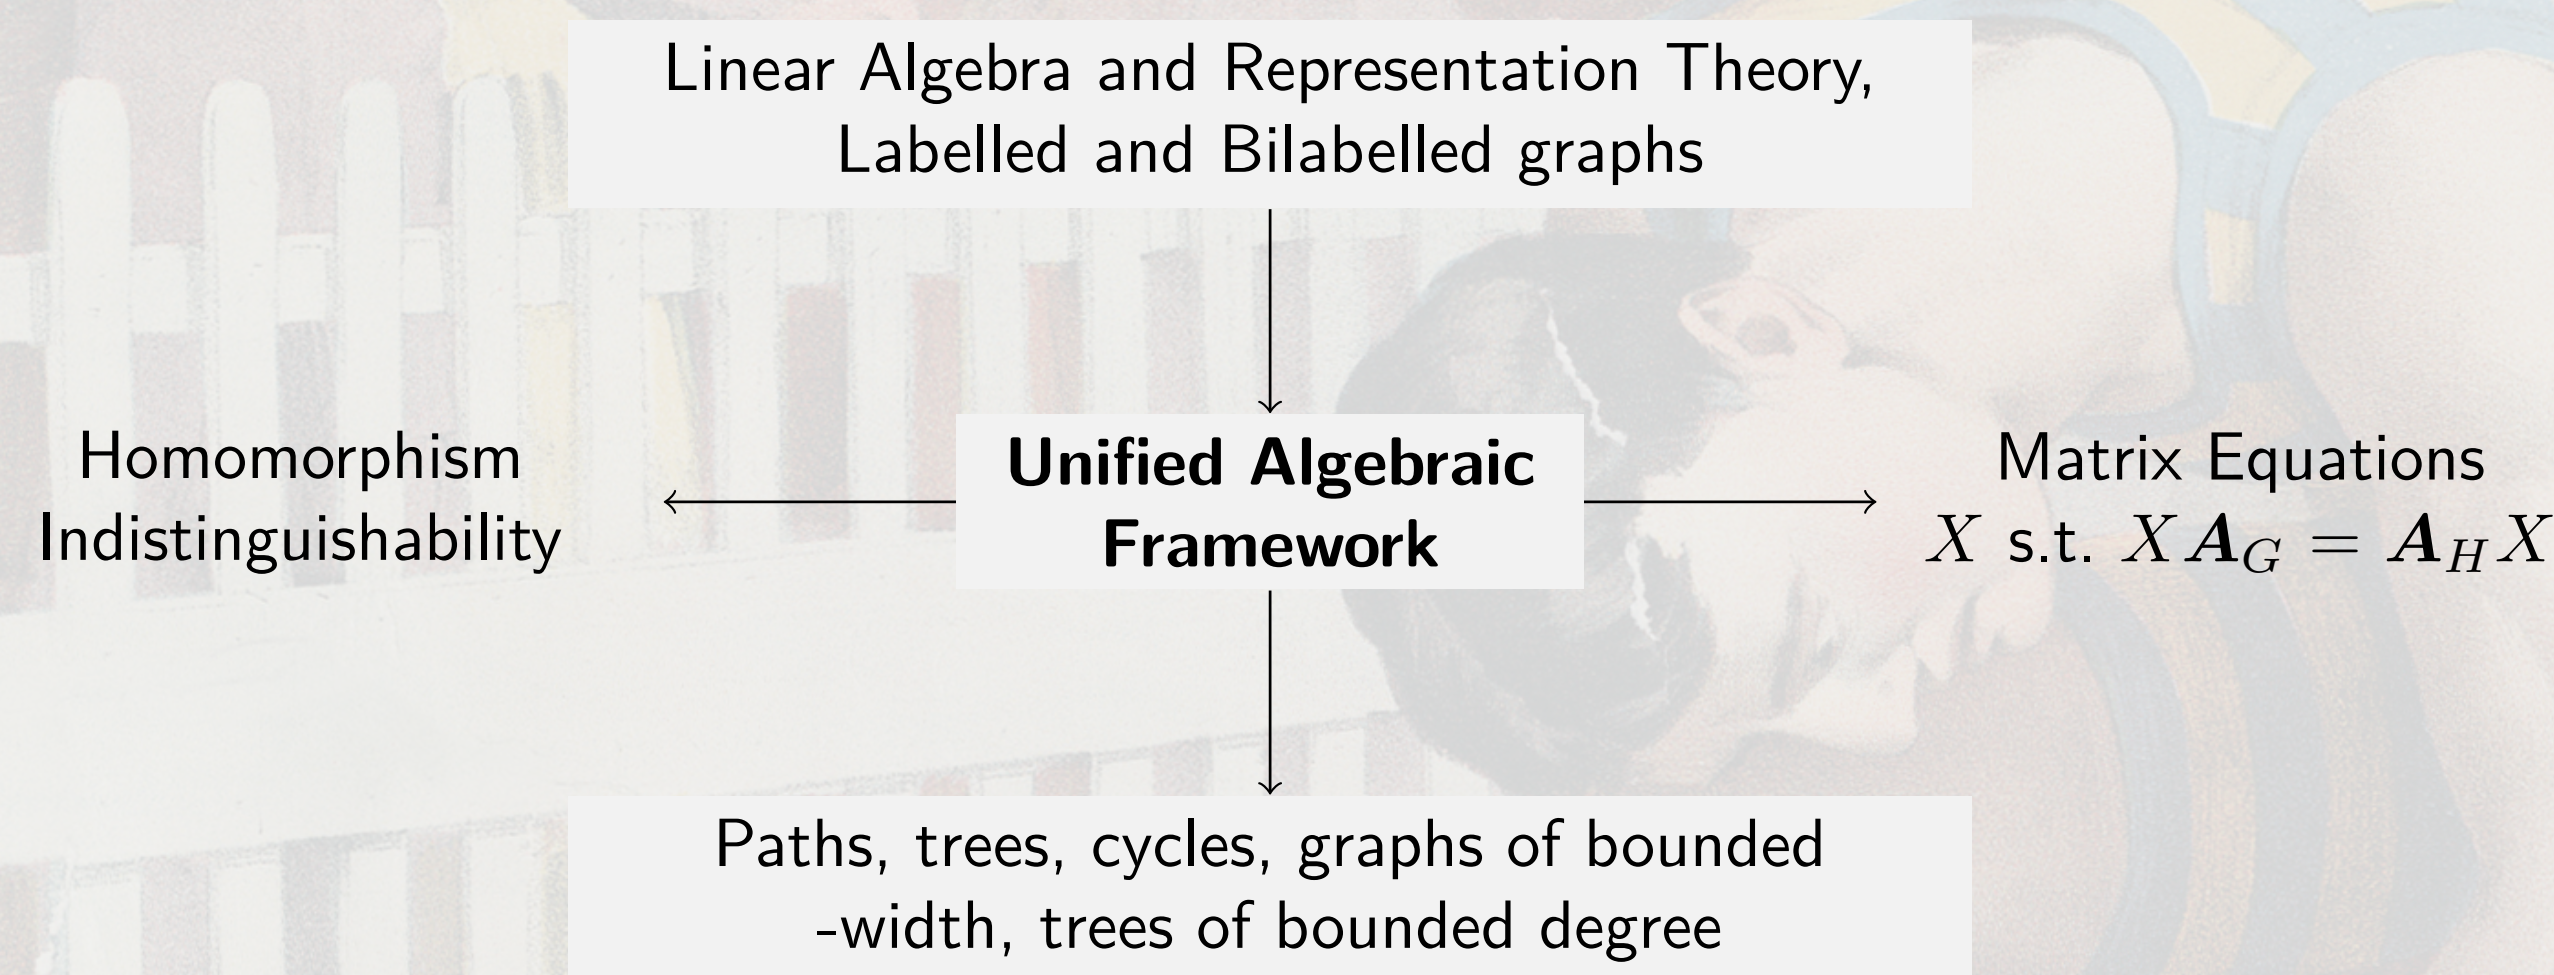 Linear Algebra and Representation Theory,
Labelled and Bilabelled graphs
Homomorphism
Indistinguishability
Unified Algebraic
Framework
Matrix Equations
X s.t. XA_G = A_HX
Paths, trees, cycles, graphs of bounded
-width, trees of bounded degree